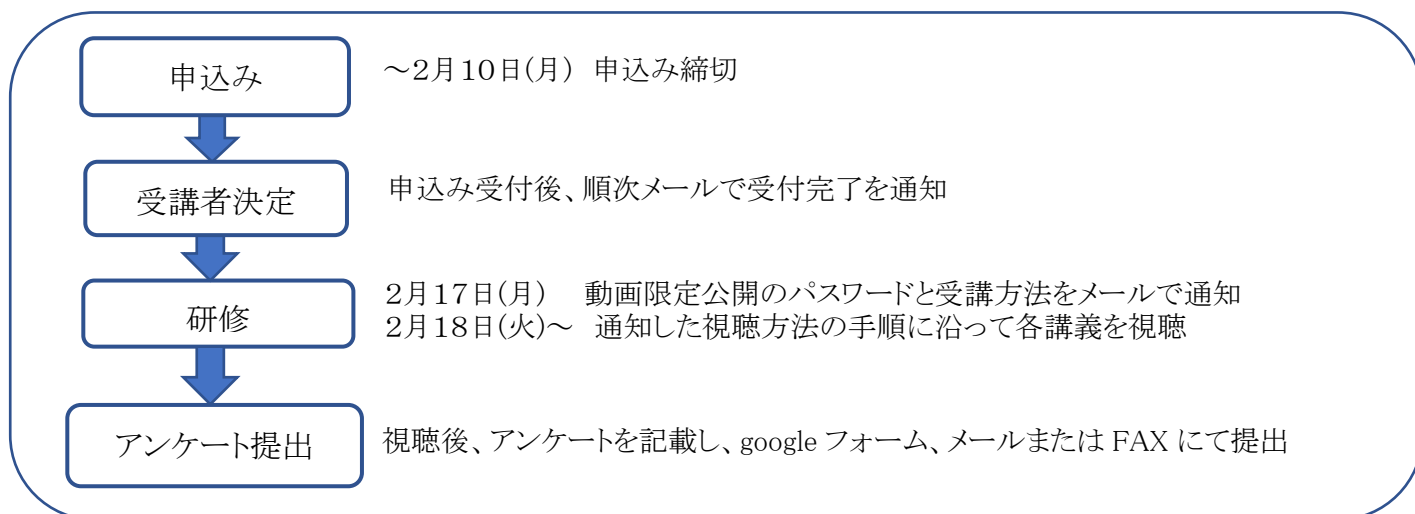 申込み
～2月10日(月) 申込み締切
受講者決定
申込み受付後、順次メールで受付完了を通知
研修
2月17日(月)　動画限定公開のパスワードと受講方法をメールで通知
2月18日(火)～ 通知した視聴方法の手順に沿って各講義を視聴
アンケート提出
視聴後、アンケートを記載し、google フォーム、メールまたは FAX にて提出